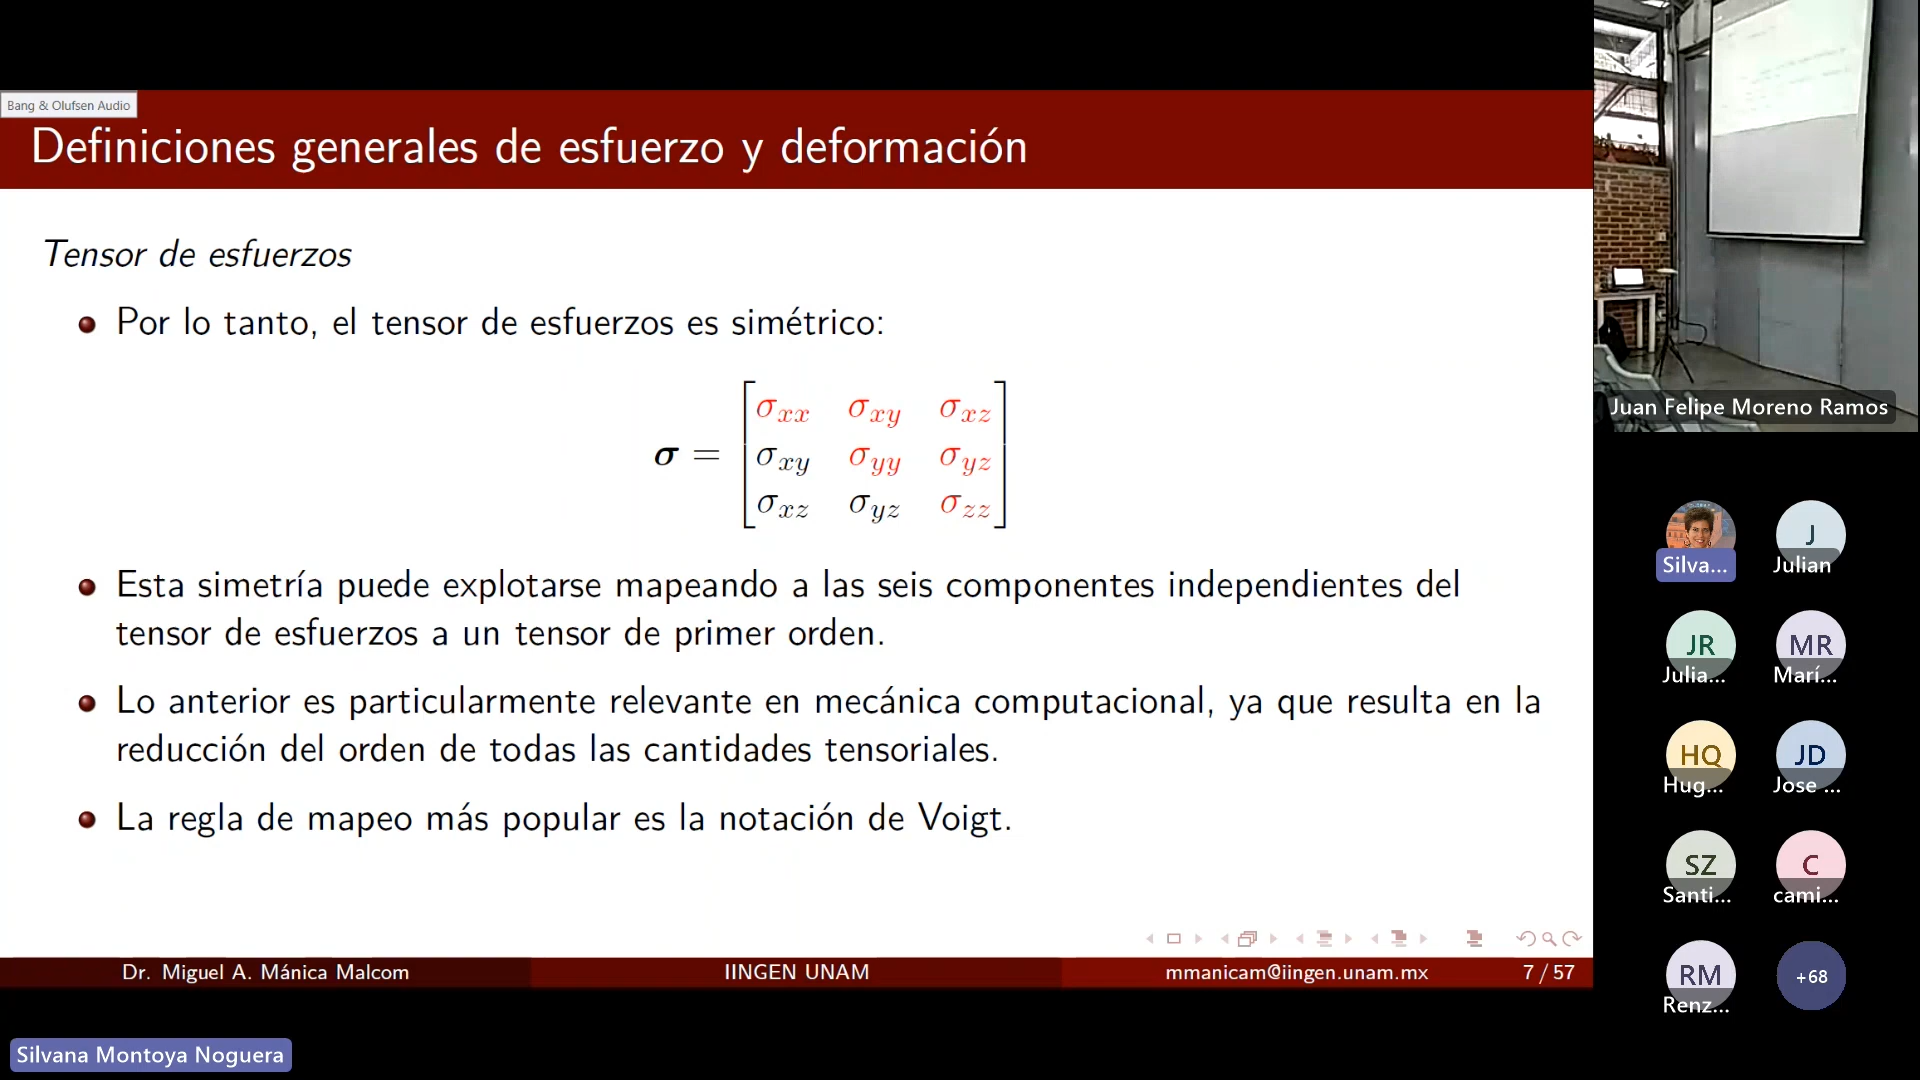 Bang & Olufsen Audio
Definiciones generales de esfuerzo y deformación
Tensor de esfuerzos
Por lo tanto, el tensor de esfuerzos es simétrico:
σ = [σxx σxy σxz
σxy σyy σyz
σxz σyz σzz]
Esta simetría puede explotarse mapeando a las seis componentes independientes del
tensor de esfuerzos a un tensor de primer orden.
Lo anterior es particularmente relevante en mecánica computacional, ya que resulta en la
reducción del orden de todas las cantidades tensoriales.
La regla de mapeo más popular es la notación de Voigt.
Dr. Miguel A. Mánica Malcom IINGEN UNAM mmanicam@iingen.unam.mx 7 / 57
Silvana Montoya Noguera
Juan Felipe Moreno Ramos
J
Silva... Julian
JR MR
Julia... Marí...
HQ JD
Hug... Jose ...
SZ C
Santi... cami...
RM +68
Renz...